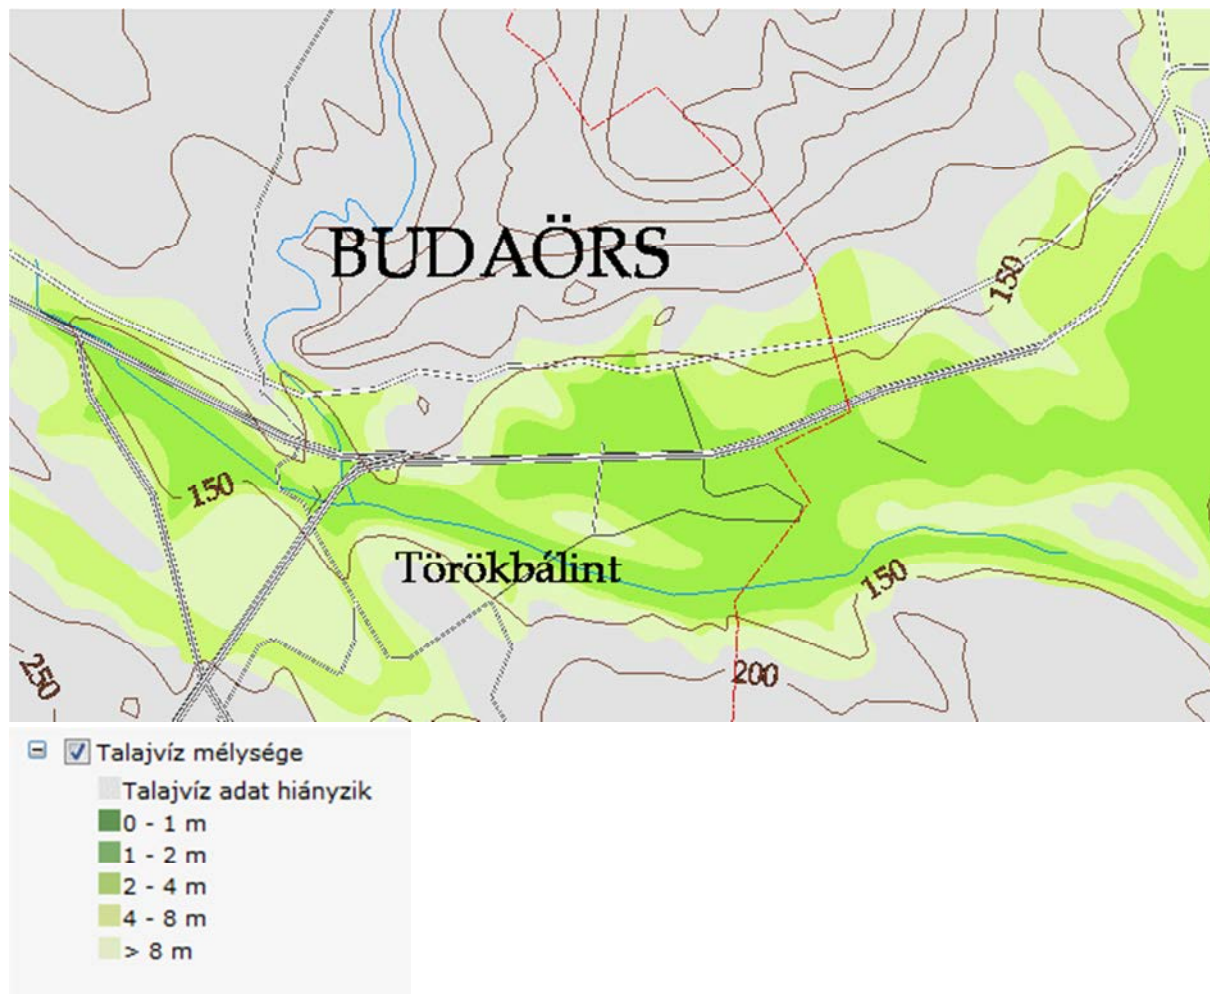 BUDAÖRS
150
150
Törökbálint
150
200
250
Talajvíz mélysége
Talajvíz adat hiányzik
0 - 1 m
1 - 2 m
2 - 4 m
4 - 8 m
> 8 m